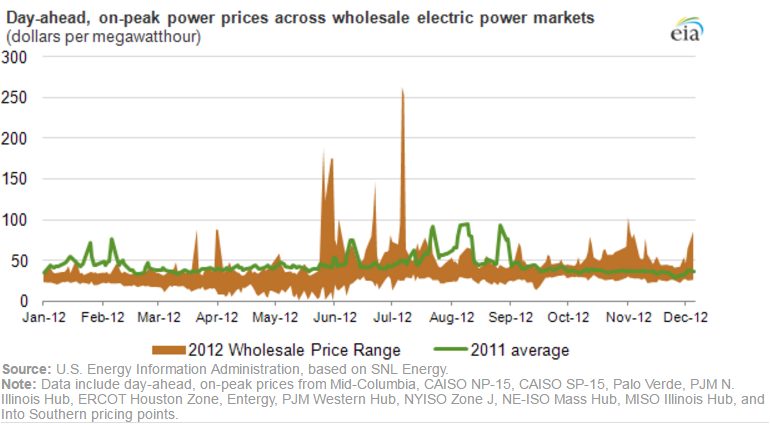 Day-ahead, on-peak power prices across wholesale electric power markets
(dollars per megawatthour)
eia
300
250
200
150
100
50
0
Jan-12 Feb-12 Mar-12 Apr-12 May-12 Jun-12 Jul-12 Aug-12 Sep-12 Oct-12 Nov-12 Dec-12
2012 Wholesale Price Range 2011 average
Source: U.S. Energy Information Administration, based on SNL Energy.
Note: Data include day-ahead, on-peak prices from Mid-Columbia, CAISO NP-15, CAISO SP-15, Palo Verde, PJM N.
Illinois Hub, ERCOT Houston Zone, Entergy, PJM Western Hub, NYISO Zone J, NE-ISO Mass Hub, MISO Illinois Hub, and
Into Southern pricing points.